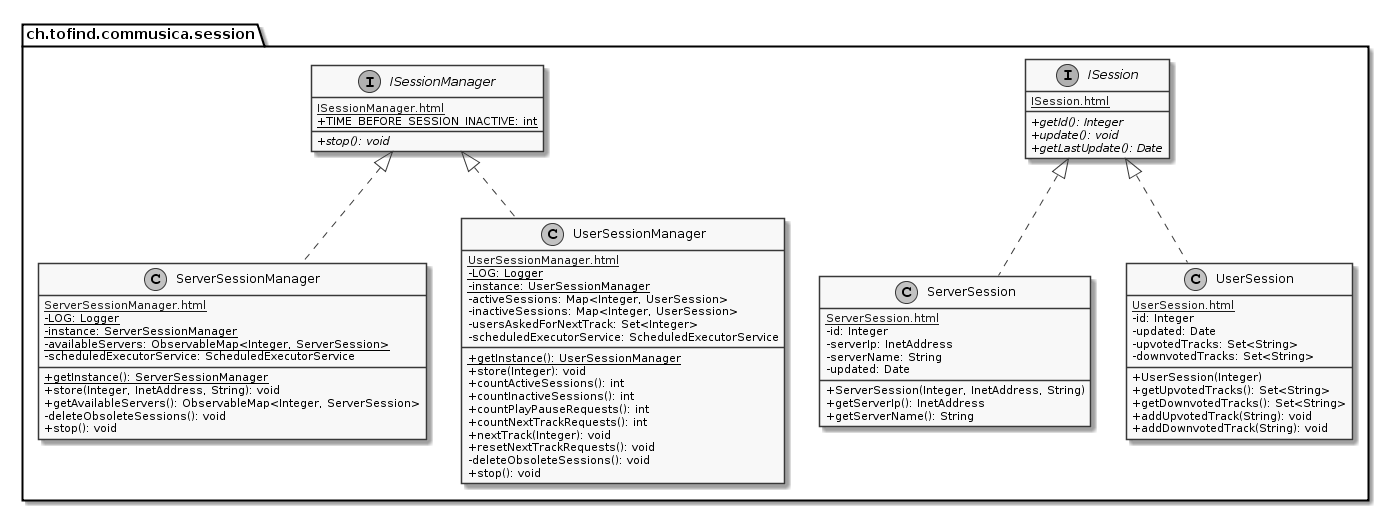 ch.tofind.commusica.session
I ISessionManager
ISessionManager.html
+TIME_BEFORE_SESSION_INACTIVE: int
+stop(): void
I ISession
ISession.html
+getId(): Integer
+update(): void
+getLastUpdate(): Date
C ServerSessionManager
ServerSessionManager.html
-LOG: Logger
-instance: ServerSessionManager
-availableServers: ObservableMap<Integer, ServerSession>
-scheduledExecutorService: ScheduledExecutorService
+getInstance(): ServerSessionManager
+store(Integer, InetAddress, String): void
+getAvailableServers(): ObservableMap<Integer, ServerSession>
-deleteObsoleteSessions(): void
+stop(): void
C UserSessionManager
UserSessionManager.html
-LOG: Logger
-instance: UserSessionManager
-activeSessions: Map<Integer, UserSession>
-inactiveSessions: Map<Integer, UserSession>
-usersAskedForNextTrack: Set<Integer>
-scheduledExecutorService: ScheduledExecutorService
+getInstance(): UserSessionManager
+store(Integer): void
+countActiveSessions(): int
+countInactiveSessions(): int
+countPlayPauseRequests(): int
+countNextTrackRequests(): int
+nextTrack(Integer): void
+resetNextTrackRequests(): void
-deleteObsoleteSessions(): void
+stop(): void
C ServerSession
ServerSession.html
-id: Integer
-serverIp: InetAddress
-serverName: String
-updated: Date
+ServerSession(Integer, InetAddress, String)
+getServerIp(): InetAddress
+getServerName(): String
C UserSession
UserSession.html
-id: Integer
-updated: Date
-upvotedTracks: Set<String>
-downvotedTracks: Set<String>
+UserSession(Integer)
+getUpvotedTracks(): Set<String>
+getDownvotedTracks(): Set<String>
+addUpvotedTrack(String): void
+addDownvotedTrack(String): void